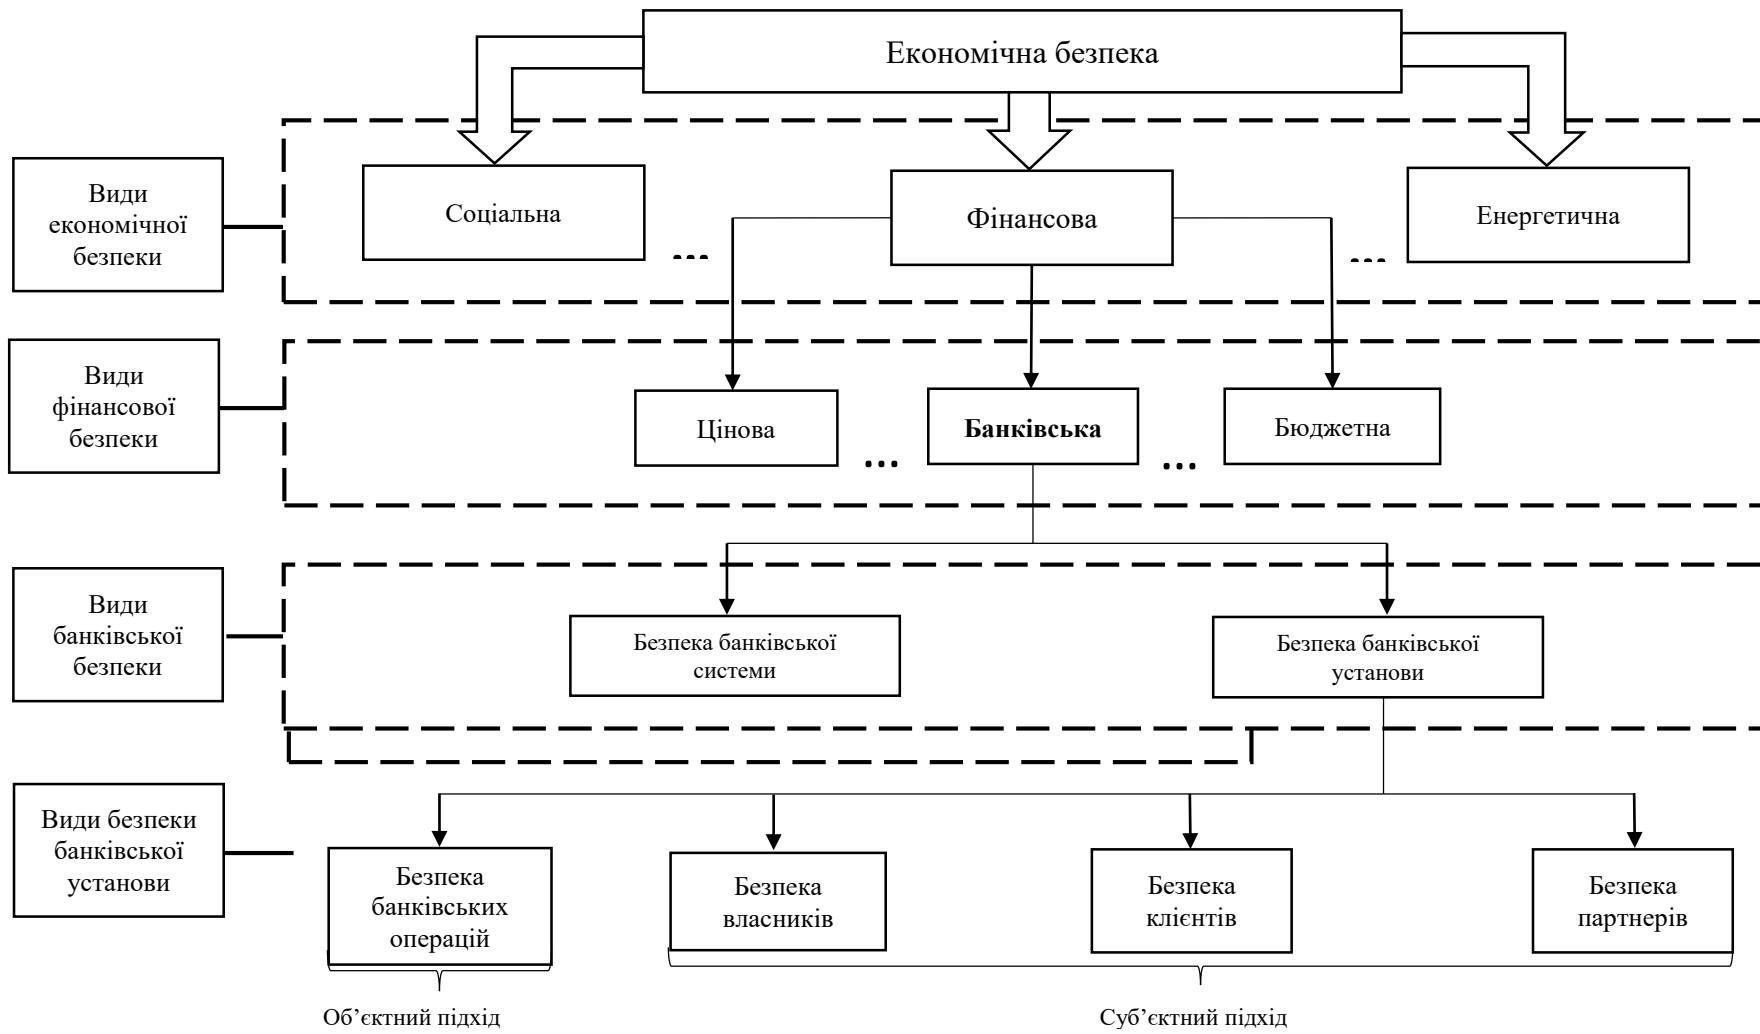 Економічна безпека
Види
економічної
безпеки
Соціальна
...
Фінансова
...
Енергетична
Види
фінансової
безпеки
Цінова
...
Банківська
...
Бюджетна
Види
банківської
безпеки
Безпека банківської
системи
Безпека банківської
установи
Види безпеки
банківської
установи
Безпека
банківських
операцій
Безпека
власників
Безпека
клієнтів
Безпека
партнерів
Об’єктний підхід
Суб’єктний підхід